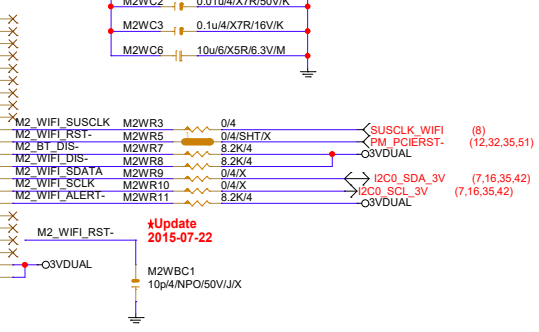 M2WC2 0.01u/4/X7R/50V/K
M2WC3 0.1u/4/X7R/16V/K
M2WC6 10u/6/X5R/6.3V/M
M2_WIFI_SUSCLK M2WR3 0/4 SUSCLK_WIFI (8)
M2_WIFI_RST- M2WR5 0/4/SHT/X PM_PCIERST- (12,32,35,51)
M2_BT_DIS- M2WR7 8.2K/4 3VDUAL
M2_WIFI_DIS- M2WR8 8.2K/4
M2_WIFI_SDATA M2WR9 0/4/X I2C0_SDA_3V (7,16,35,42)
M2_WIFI_SCLK M2WR10 0/4/X I2C0_SCL_3V (7,16,35,42)
M2_WIFI_ALERT- M2WR11 8.2K/4 3VDUAL
★Update
2015-07-22
M2_WIFI_RST-
3VDUAL
M2WBC1
10p/4/NPO/50V/J/X